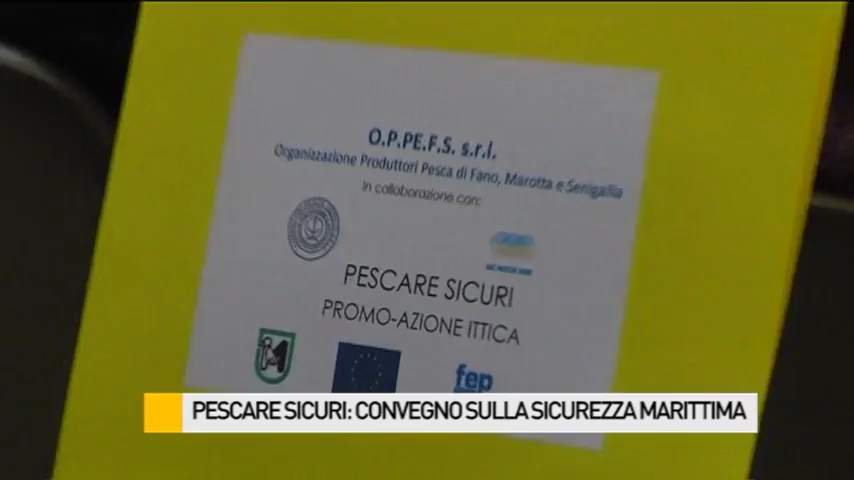 O.P.PE.F.S. s.r.l.
Organizzazione Produttori Pesca di Fano, Marotta e Senigallia
In collaborazione con:
PESCARE SICURI
PROMO-AZIONE ITTICA
fep
PESCARE SICURI: CONVEGNO SULLA SICUREZZA MARITTIMA